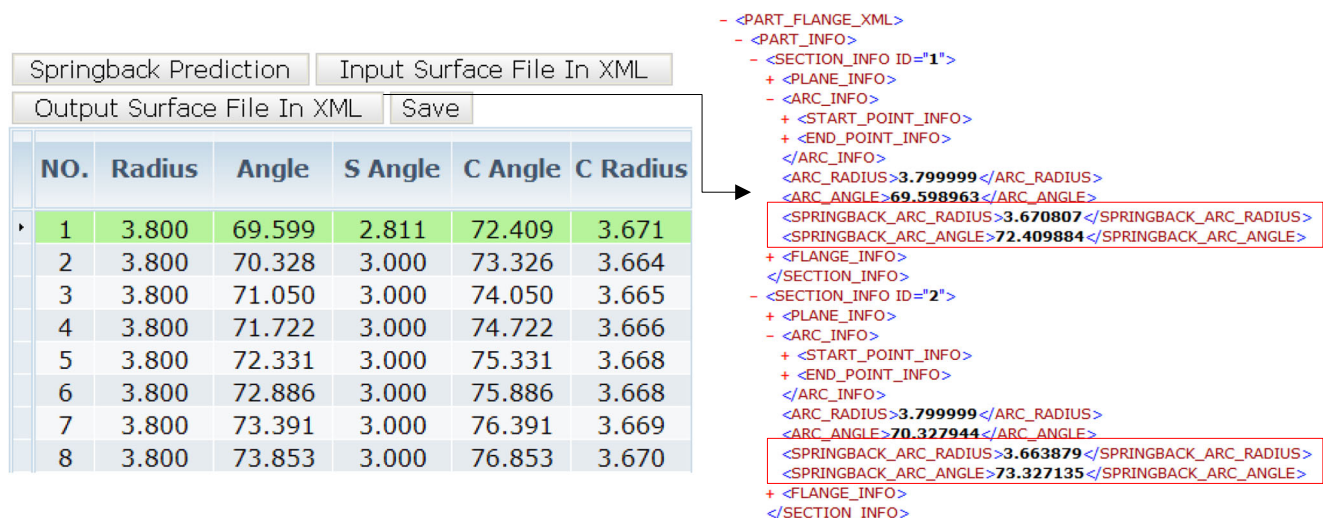 Springback Prediction Input Surface File In XML
Output Surface File In XML Save
NO. Radius Angle S Angle C Angle C Radius
1 3.800 69.599 2.811 72.409 3.671
2 3.800 70.328 3.000 73.326 3.664
3 3.800 71.050 3.000 74.050 3.665
4 3.800 71.722 3.000 74.722 3.666
5 3.800 72.331 3.000 75.331 3.668
6 3.800 72.886 3.000 75.886 3.668
7 3.800 73.391 3.000 76.391 3.669
8 3.800 73.853 3.000 76.853 3.670
- <PART_FLANGE_XML>
- <PART_INFO>
- <SECTION_INFO ID="1">
+ <PLANE_INFO>
- <ARC_INFO>
+ <START_POINT_INFO>
+ <END_POINT_INFO>
</ARC_INFO>
<ARC_RADIUS>3.799999</ARC_RADIUS>
<ARC_ANGLE>69.598963</ARC_ANGLE>
<SPRINGBACK_ARC_RADIUS>3.670807</SPRINGBACK_ARC_RADIUS>
<SPRINGBACK_ARC_ANGLE>72.409884</SPRINGBACK_ARC_ANGLE>
+ <FLANGE_INFO>
</SECTION_INFO>
- <SECTION_INFO ID="2">
+ <PLANE_INFO>
- <ARC_INFO>
+ <START_POINT_INFO>
+ <END_POINT_INFO>
</ARC_INFO>
<ARC_RADIUS>3.799999</ARC_RADIUS>
<ARC_ANGLE>70.327944</ARC_ANGLE>
<SPRINGBACK_ARC_RADIUS>3.663879</SPRINGBACK_ARC_RADIUS>
<SPRINGBACK_ARC_ANGLE>73.327135</SPRINGBACK_ARC_ANGLE>
+ <FLANGE_INFO>
</SECTION_INFO>